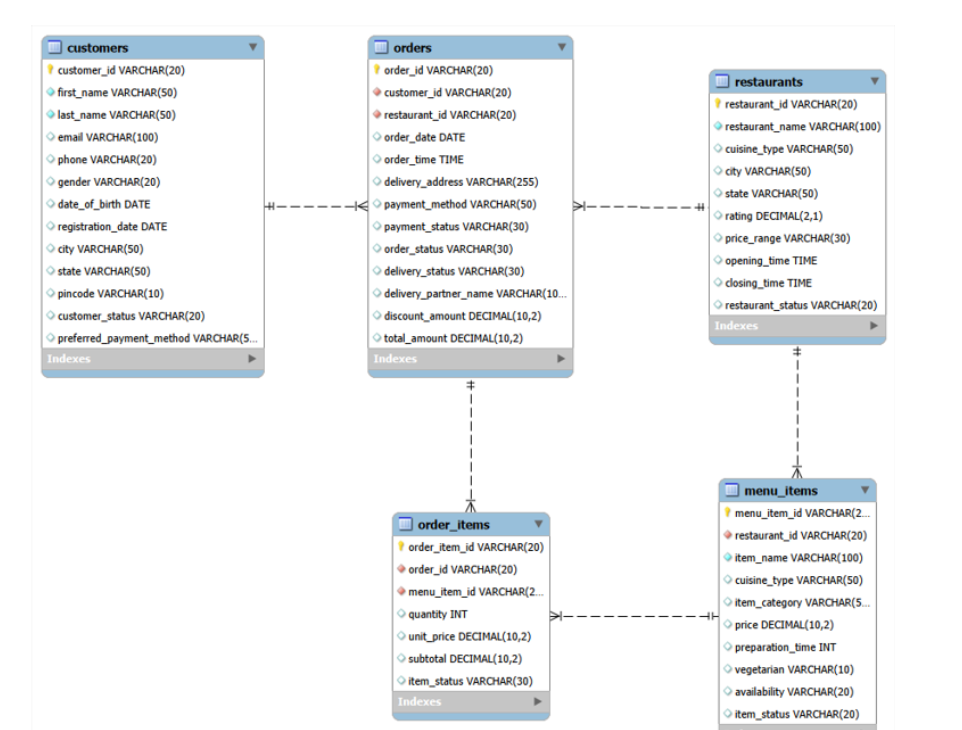 customers
customer_id VARCHAR(20)
first_name VARCHAR(50)
last_name VARCHAR(50)
email VARCHAR(100)
phone VARCHAR(20)
gender VARCHAR(20)
date_of_birth DATE
registration_date DATE
city VARCHAR(50)
state VARCHAR(50)
pincode VARCHAR(10)
customer_status VARCHAR(20)
preferred_payment_method VARCHAR(5...
Indexes
orders
order_id VARCHAR(20)
customer_id VARCHAR(20)
restaurant_id VARCHAR(20)
order_date DATE
order_time TIME
delivery_address VARCHAR(255)
payment_method VARCHAR(50)
payment_status VARCHAR(30)
order_status VARCHAR(30)
delivery_status VARCHAR(30)
delivery_partner_name VARCHAR(10...
discount_amount DECIMAL(10,2)
total_amount DECIMAL(10,2)
Indexes
restaurants
restaurant_id VARCHAR(20)
restaurant_name VARCHAR(100)
cuisine_type VARCHAR(50)
city VARCHAR(50)
state VARCHAR(50)
rating DECIMAL(2,1)
price_range VARCHAR(30)
opening_time TIME
closing_time TIME
restaurant_status VARCHAR(20)
Indexes
order_items
order_item_id VARCHAR(20)
order_id VARCHAR(20)
menu_item_id VARCHAR(2...
quantity INT
unit_price DECIMAL(10,2)
subtotal DECIMAL(10,2)
item_status VARCHAR(30)
Indexes
menu_items
menu_item_id VARCHAR(2...
restaurant_id VARCHAR(20)
item_name VARCHAR(100)
cuisine_type VARCHAR(50)
item_category VARCHAR(5...
price DECIMAL(10,2)
preparation_time INT
vegetarian VARCHAR(10)
availability VARCHAR(20)
item_status VARCHAR(20)